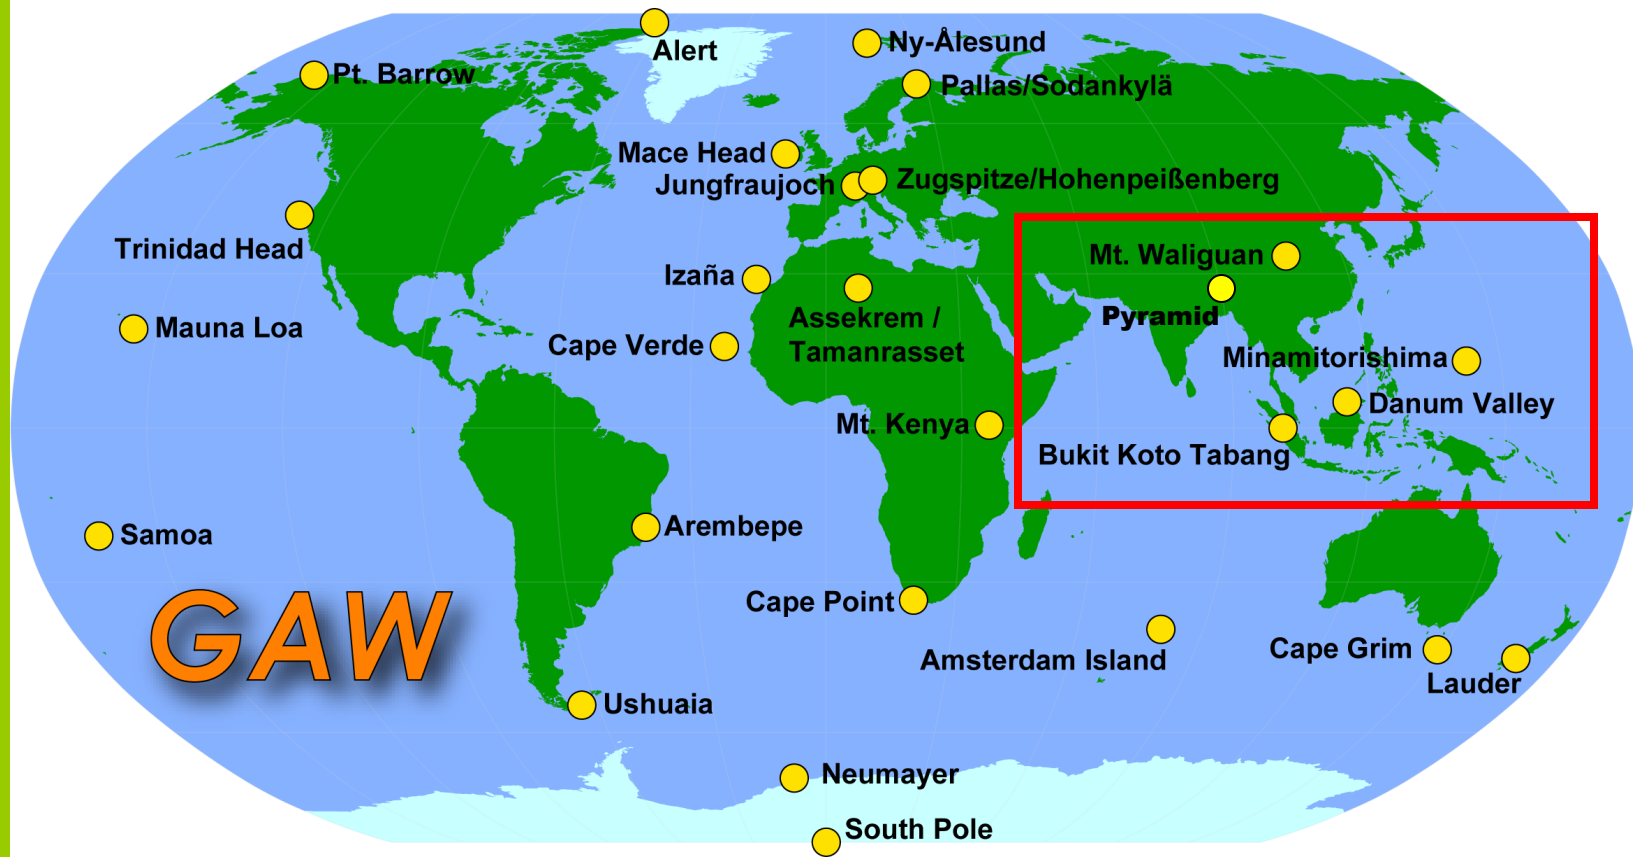 Alert
Ny-Ålesund
Pt. Barrow
Pallas/Sodankylä
Mace Head
Jungfraujoch
Zugspitze/Hohenpeißenberg
Trinidad Head
Mt. Waliguan
Izaña
Assekrem /
Tamanrasset
Pyramid
Mauna Loa
Cape Verde
Minamitorishima
Danum Valley
Mt. Kenya
Bukit Koto Tabang
Samoa
Arembepe
GAW
Cape Point
Amsterdam Island
Cape Grim
Lauder
Ushuaia
Neumayer
South Pole